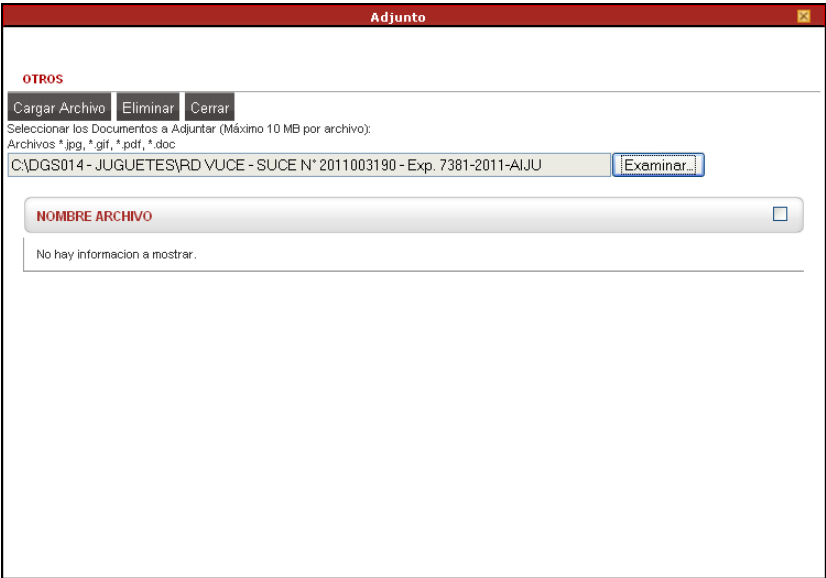 Adjunto
OTROS
Cargar Archivo Eliminar Cerrar
Seleccionar los Documentos a Adjuntar (Máximo 10 MB por archivo):
Archivos *.jpg, *.gif, *.pdf, *.doc
C:\DGS014 - JUGUETES\RD VUCE - SUCE N° 2011003190 - Exp. 7381-2011-AIJU Examinar...
NOMBRE ARCHIVO
No hay informacion a mostrar.